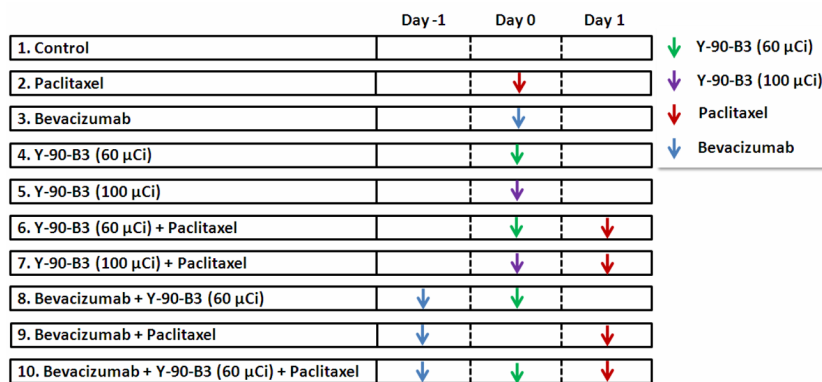 Day -1 Day 0 Day 1
1. Control
2. Paclitaxel
3. Bevacizumab
4. Y-90-B3 (60 µCi)
5. Y-90-B3 (100 µCi)
6. Y-90-B3 (60 µCi) + Paclitaxel
7. Y-90-B3 (100 µCi) + Paclitaxel
8. Bevacizumab + Y-90-B3 (60 µCi)
9. Bevacizumab + Paclitaxel
10. Bevacizumab + Y-90-B3 (60 µCi) + Paclitaxel
Y-90-B3 (60 µCi)
Y-90-B3 (100 µCi)
Paclitaxel
Bevacizumab